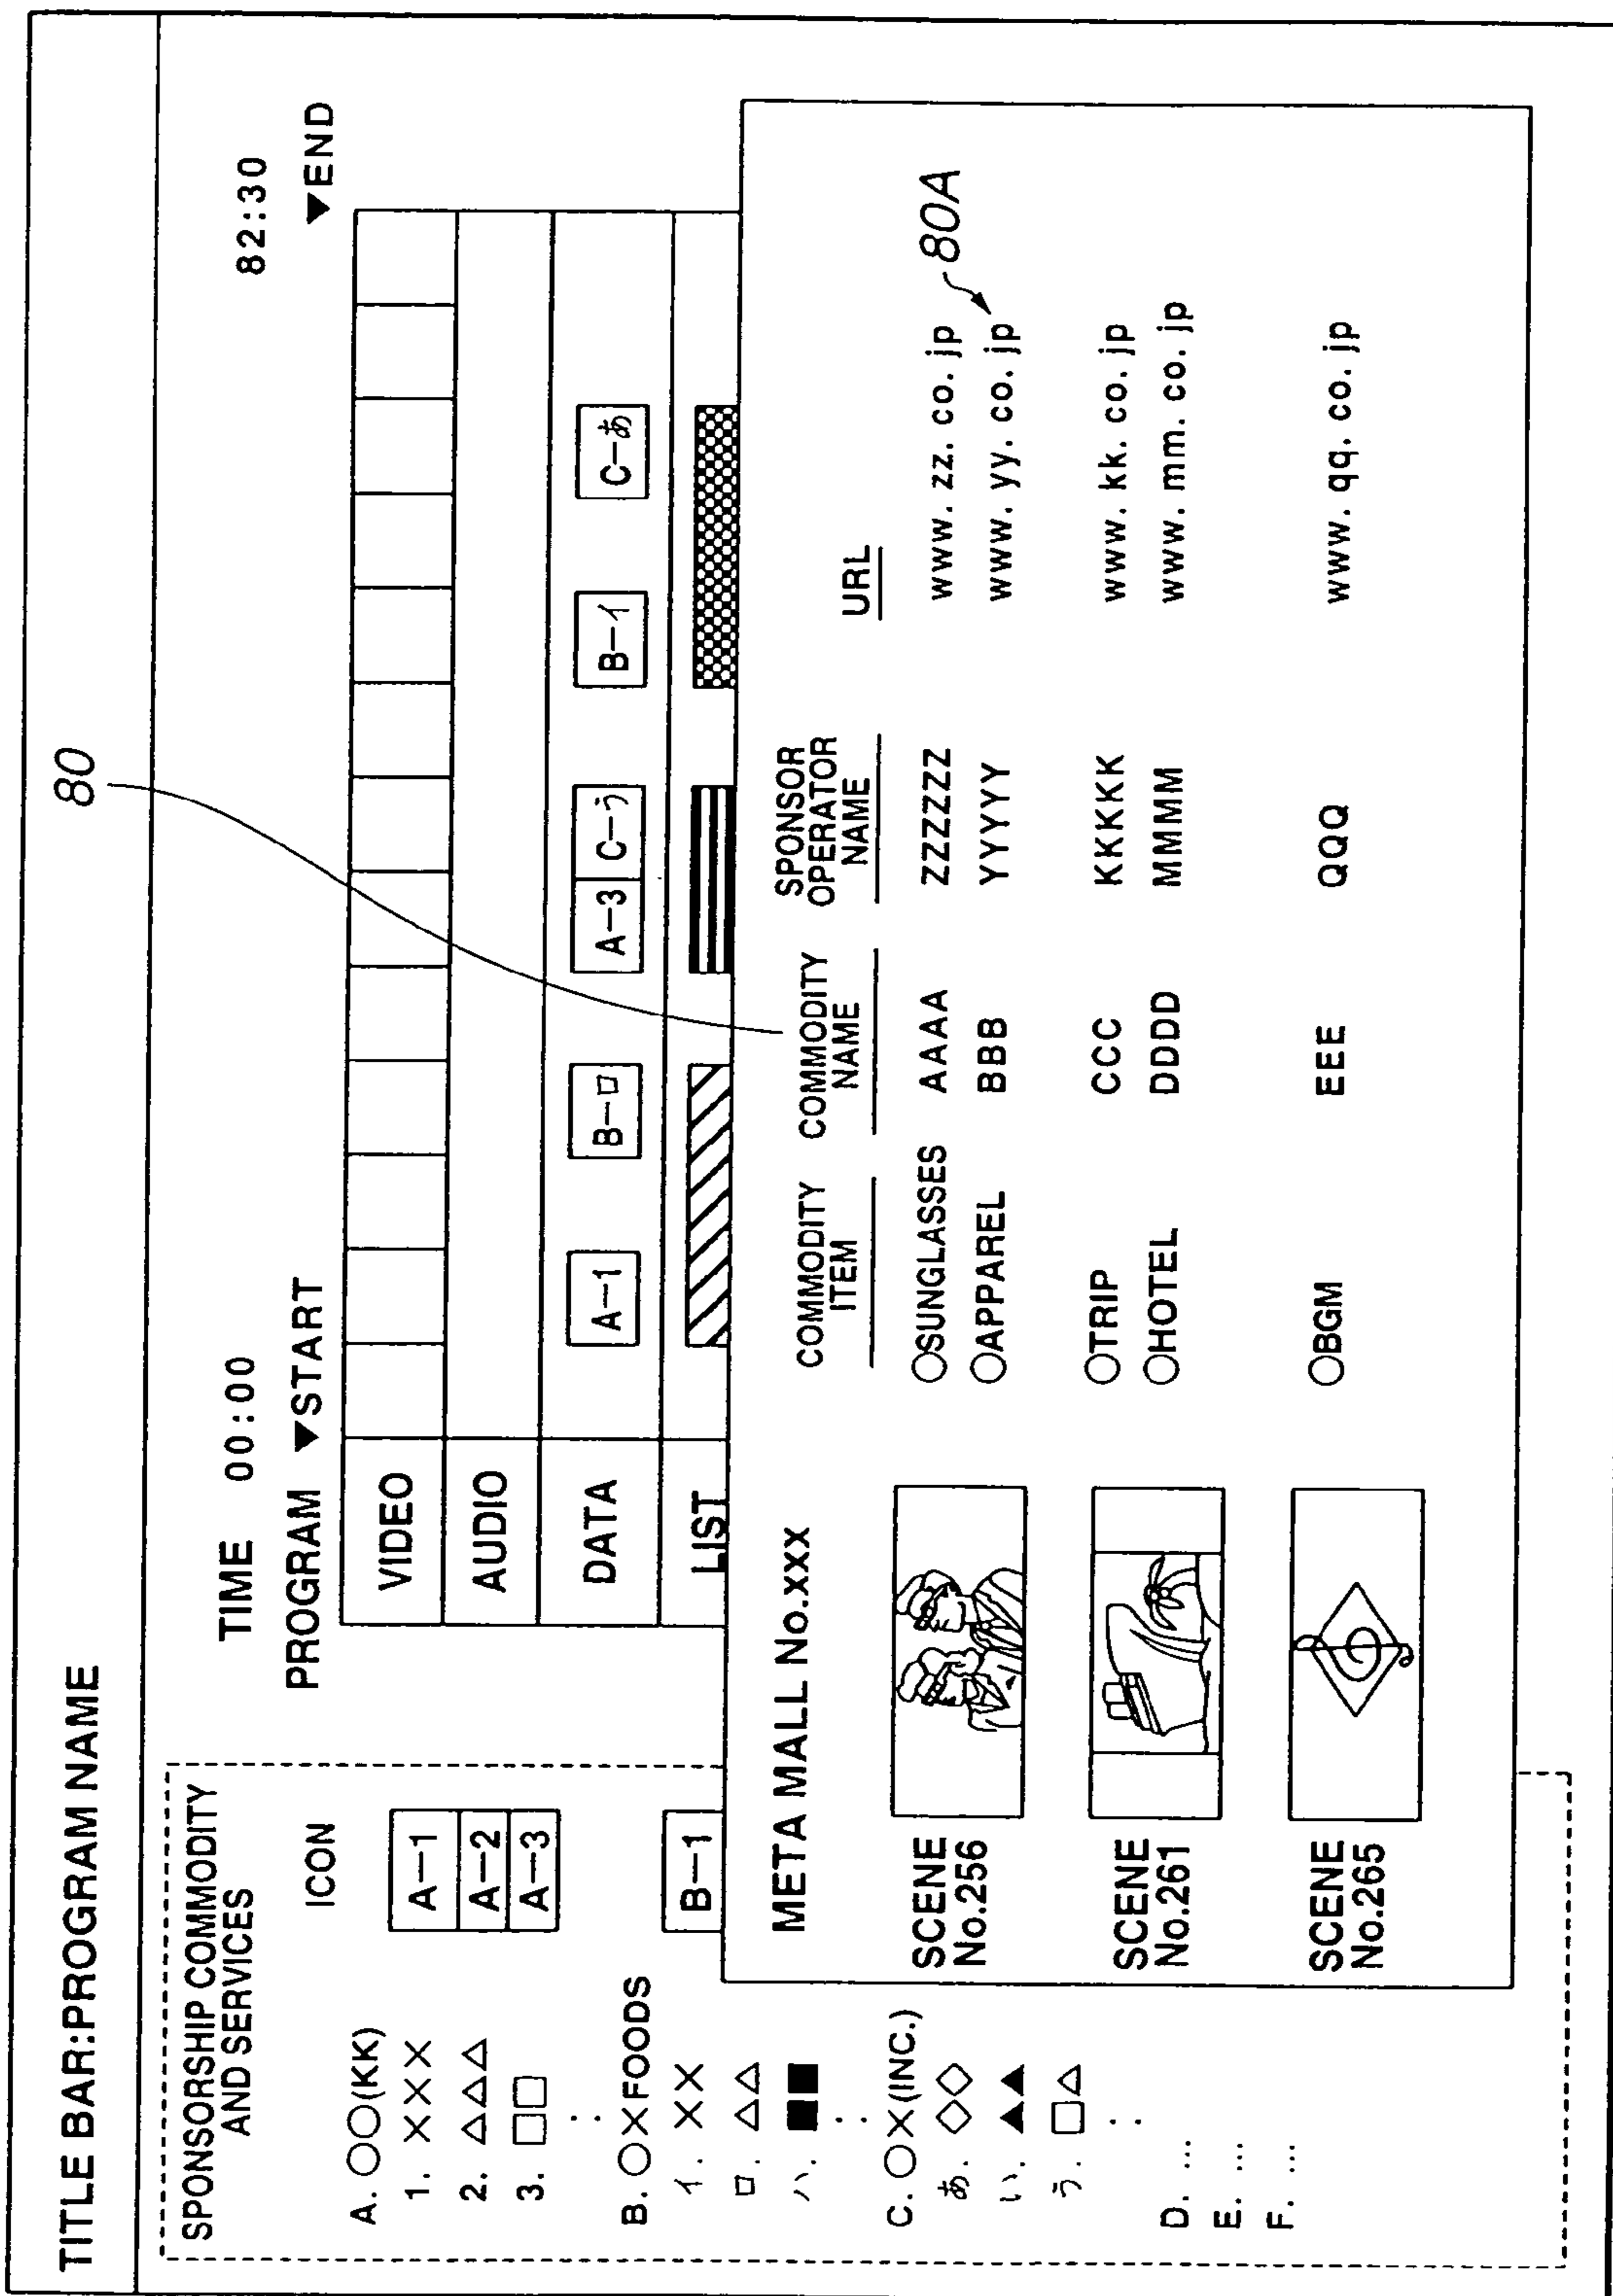 80
TITLE BAR:PROGRAM NAME
SPONSORSHIP COMMODITY
AND SERVICES
ICON
A. ○○(KK)
1. ×××
2. △△△
3. □□
:
A-1
A-2
A-3
B. ○×FOODS
イ. ××
ロ. △△
ハ. ■■
:
B-1
C. ○×(INC.)
あ. ◇◇
い. ▲▲
う. □△
:
D. ...
E. ...
F. ...
TIME 00:00 82:30
PROGRAM ▼START ▼END
VIDEO
AUDIO
DATA A-1 B-ロ A-3 C-う B-イ C-あ
LIST
META MALL No.XXX
COMMODITY
ITEM
COMMODITY
NAME
SPONSOR
OPERATOR
NAME
URL
SCENE
No.256
○SUNGLASSES AAAA ZZZZZZ www.zz.co.jp
○APPAREL BBB YYYYY www.yy.co.jp
80A
SCENE
No.261
○TRIP CCC KKKKK www.kk.co.jp
○HOTEL DDDD MMMM www.mm.co.jp
SCENE
No.265
○BGM EEE QQQ www.qq.co.jp